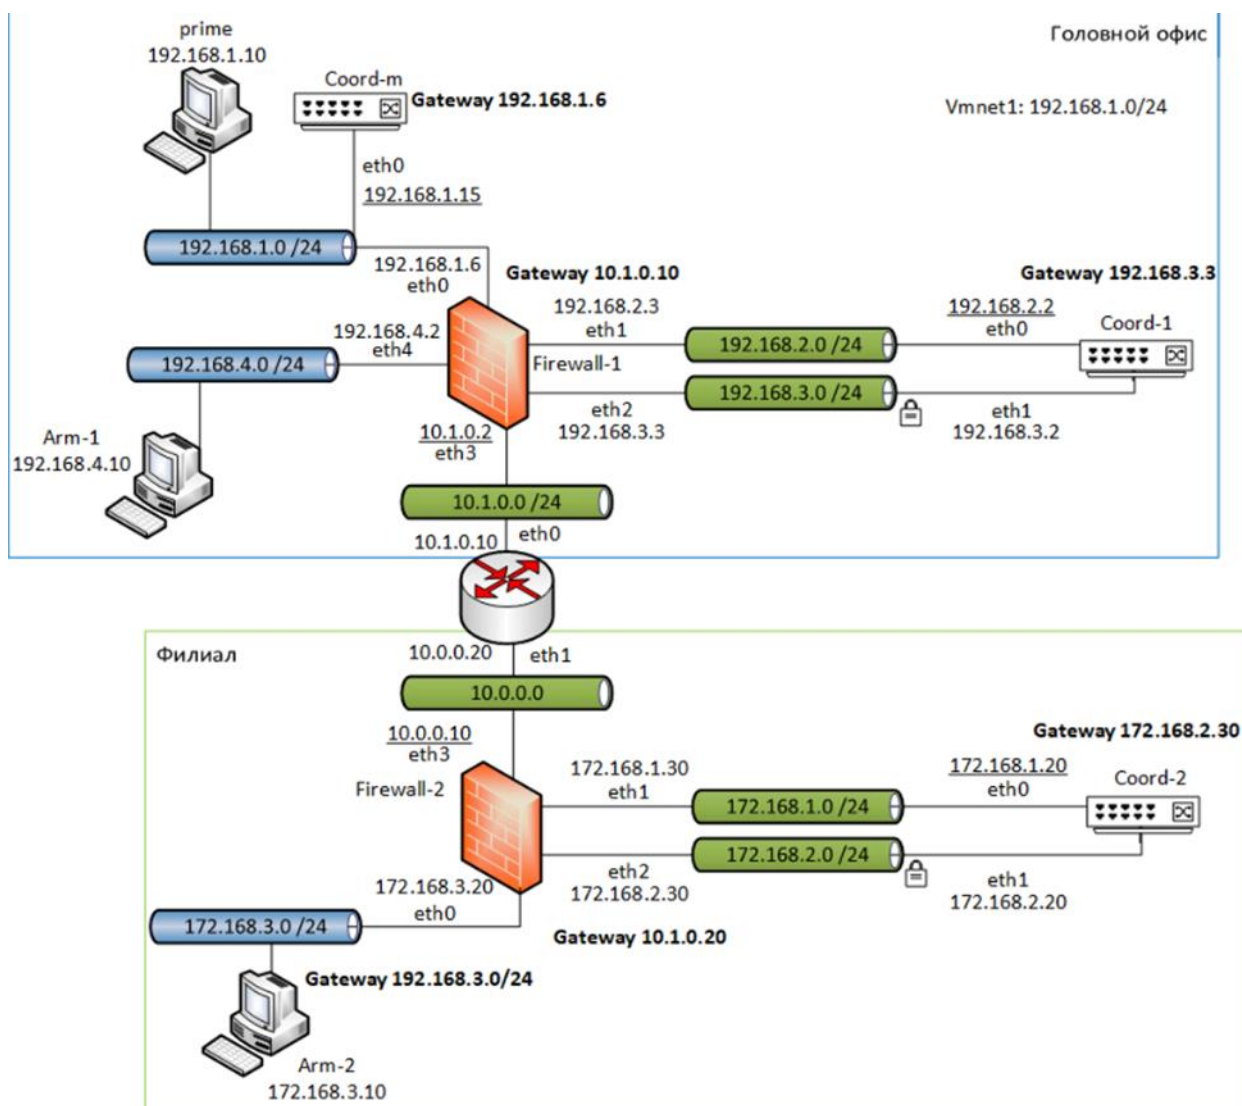 prime
192.168.1.10
Головной офис
Coord-m
Gateway 192.168.1.6
Vmnet1: 192.168.1.0/24
eth0
192.168.1.15
192.168.1.0 /24
192.168.1.6
eth0
Gateway 10.1.0.10
Gateway 192.168.3.3
192.168.2.3
eth1
192.168.2.2
eth0
Coord-1
192.168.4.2
eth4
192.168.2.0 /24
192.168.4.0 /24
Firewall-1
192.168.3.0 /24
eth2
192.168.3.3
eth1
192.168.3.2
10.1.0.2
eth3
Arm-1
192.168.4.10
10.1.0.0 /24
10.1.0.10
eth0
Филиал
10.0.0.20
eth1
10.0.0.0
10.0.0.10
eth3
Gateway 172.168.2.30
Firewall-2
172.168.1.30
eth1
172.168.1.20
eth0
Coord-2
172.168.1.0 /24
172.168.2.0 /24
eth2
172.168.2.30
eth1
172.168.2.20
172.168.3.20
eth0
172.168.3.0 /24
Gateway 10.1.0.20
Gateway 192.168.3.0/24
Arm-2
172.168.3.10